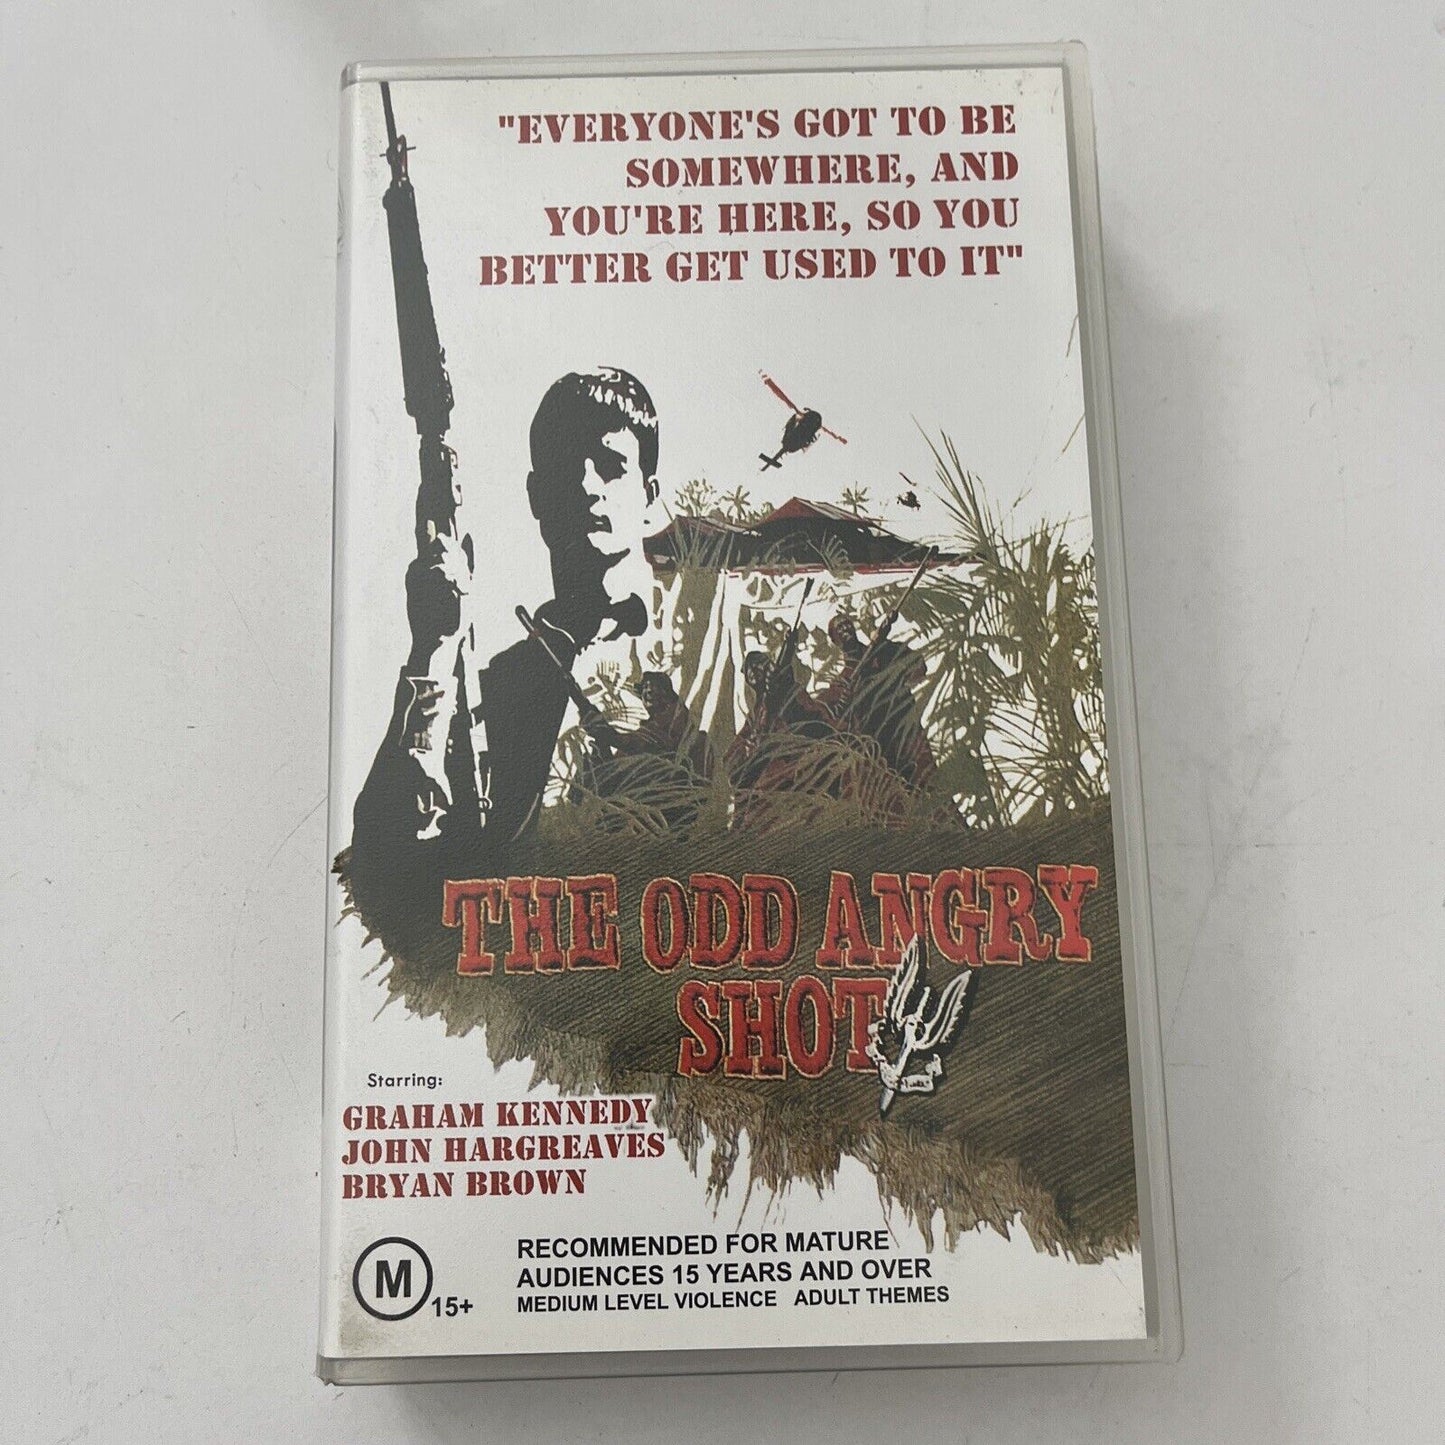 "EVERYONE'S GOT TO BE
SOMEWHERE, AND
YOU'RE HERE, SO YOU
BETTER GET USED TO IT"
THE ODD ANGRY
SHOT
Starring:
GRAHAM KENNEDY
JOHN HARGREAVES
BRYAN BROWN
M 15+
RECOMMENDED FOR MATURE
AUDIENCES 15 YEARS AND OVER
MEDIUM LEVEL VIOLENCE ADULT THEMES